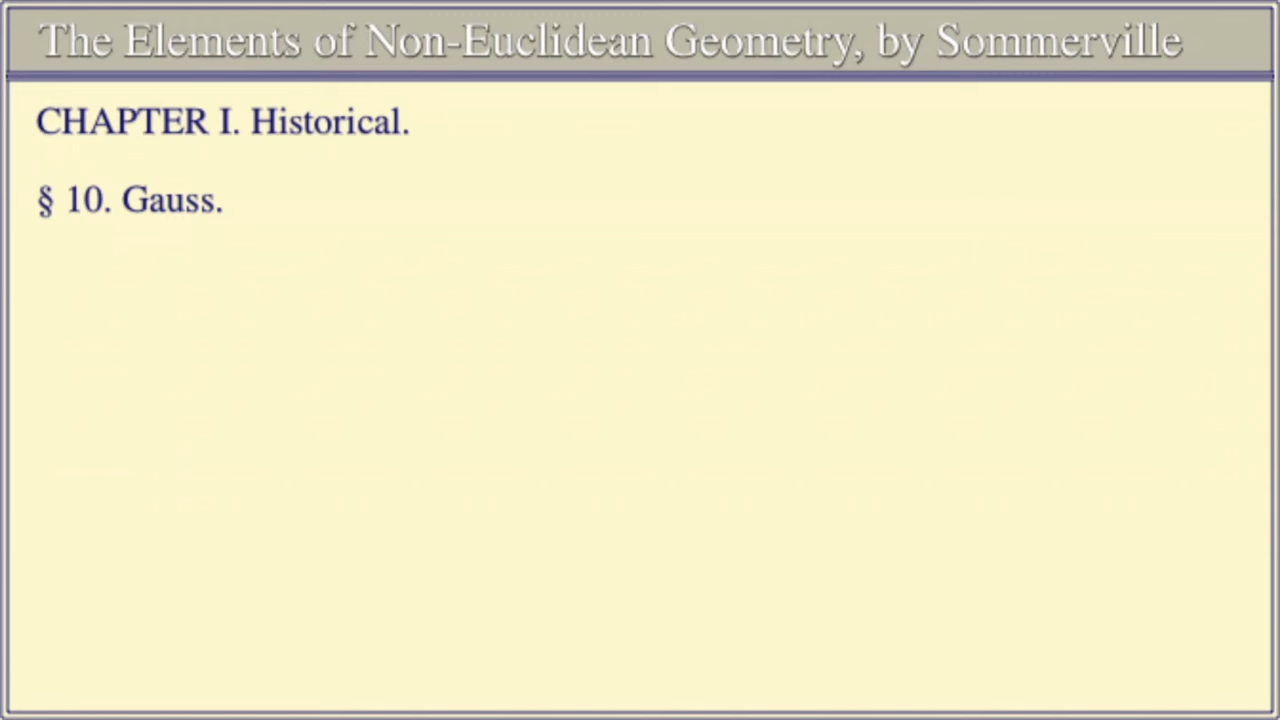 The Elements of Non-Euclidean Geometry, by Sommerville
CHAPTER I. Historical.
§ 10. Gauss.